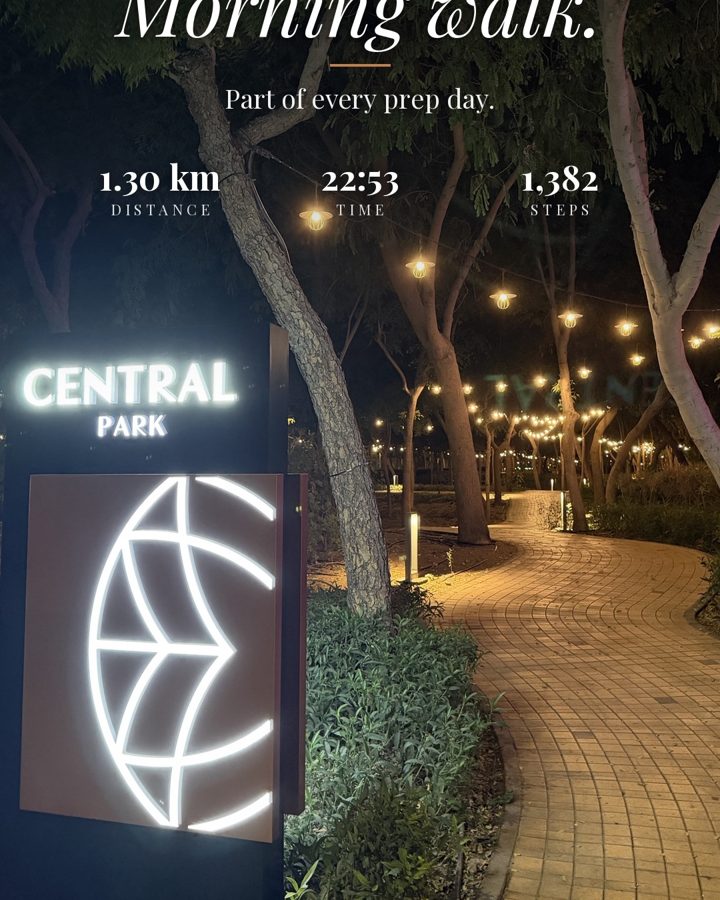 Morning walk.
Part of every prep day.
1.30 km 22:53 1,382
DISTANCE TIME STEPS
CENTRAL
PARK